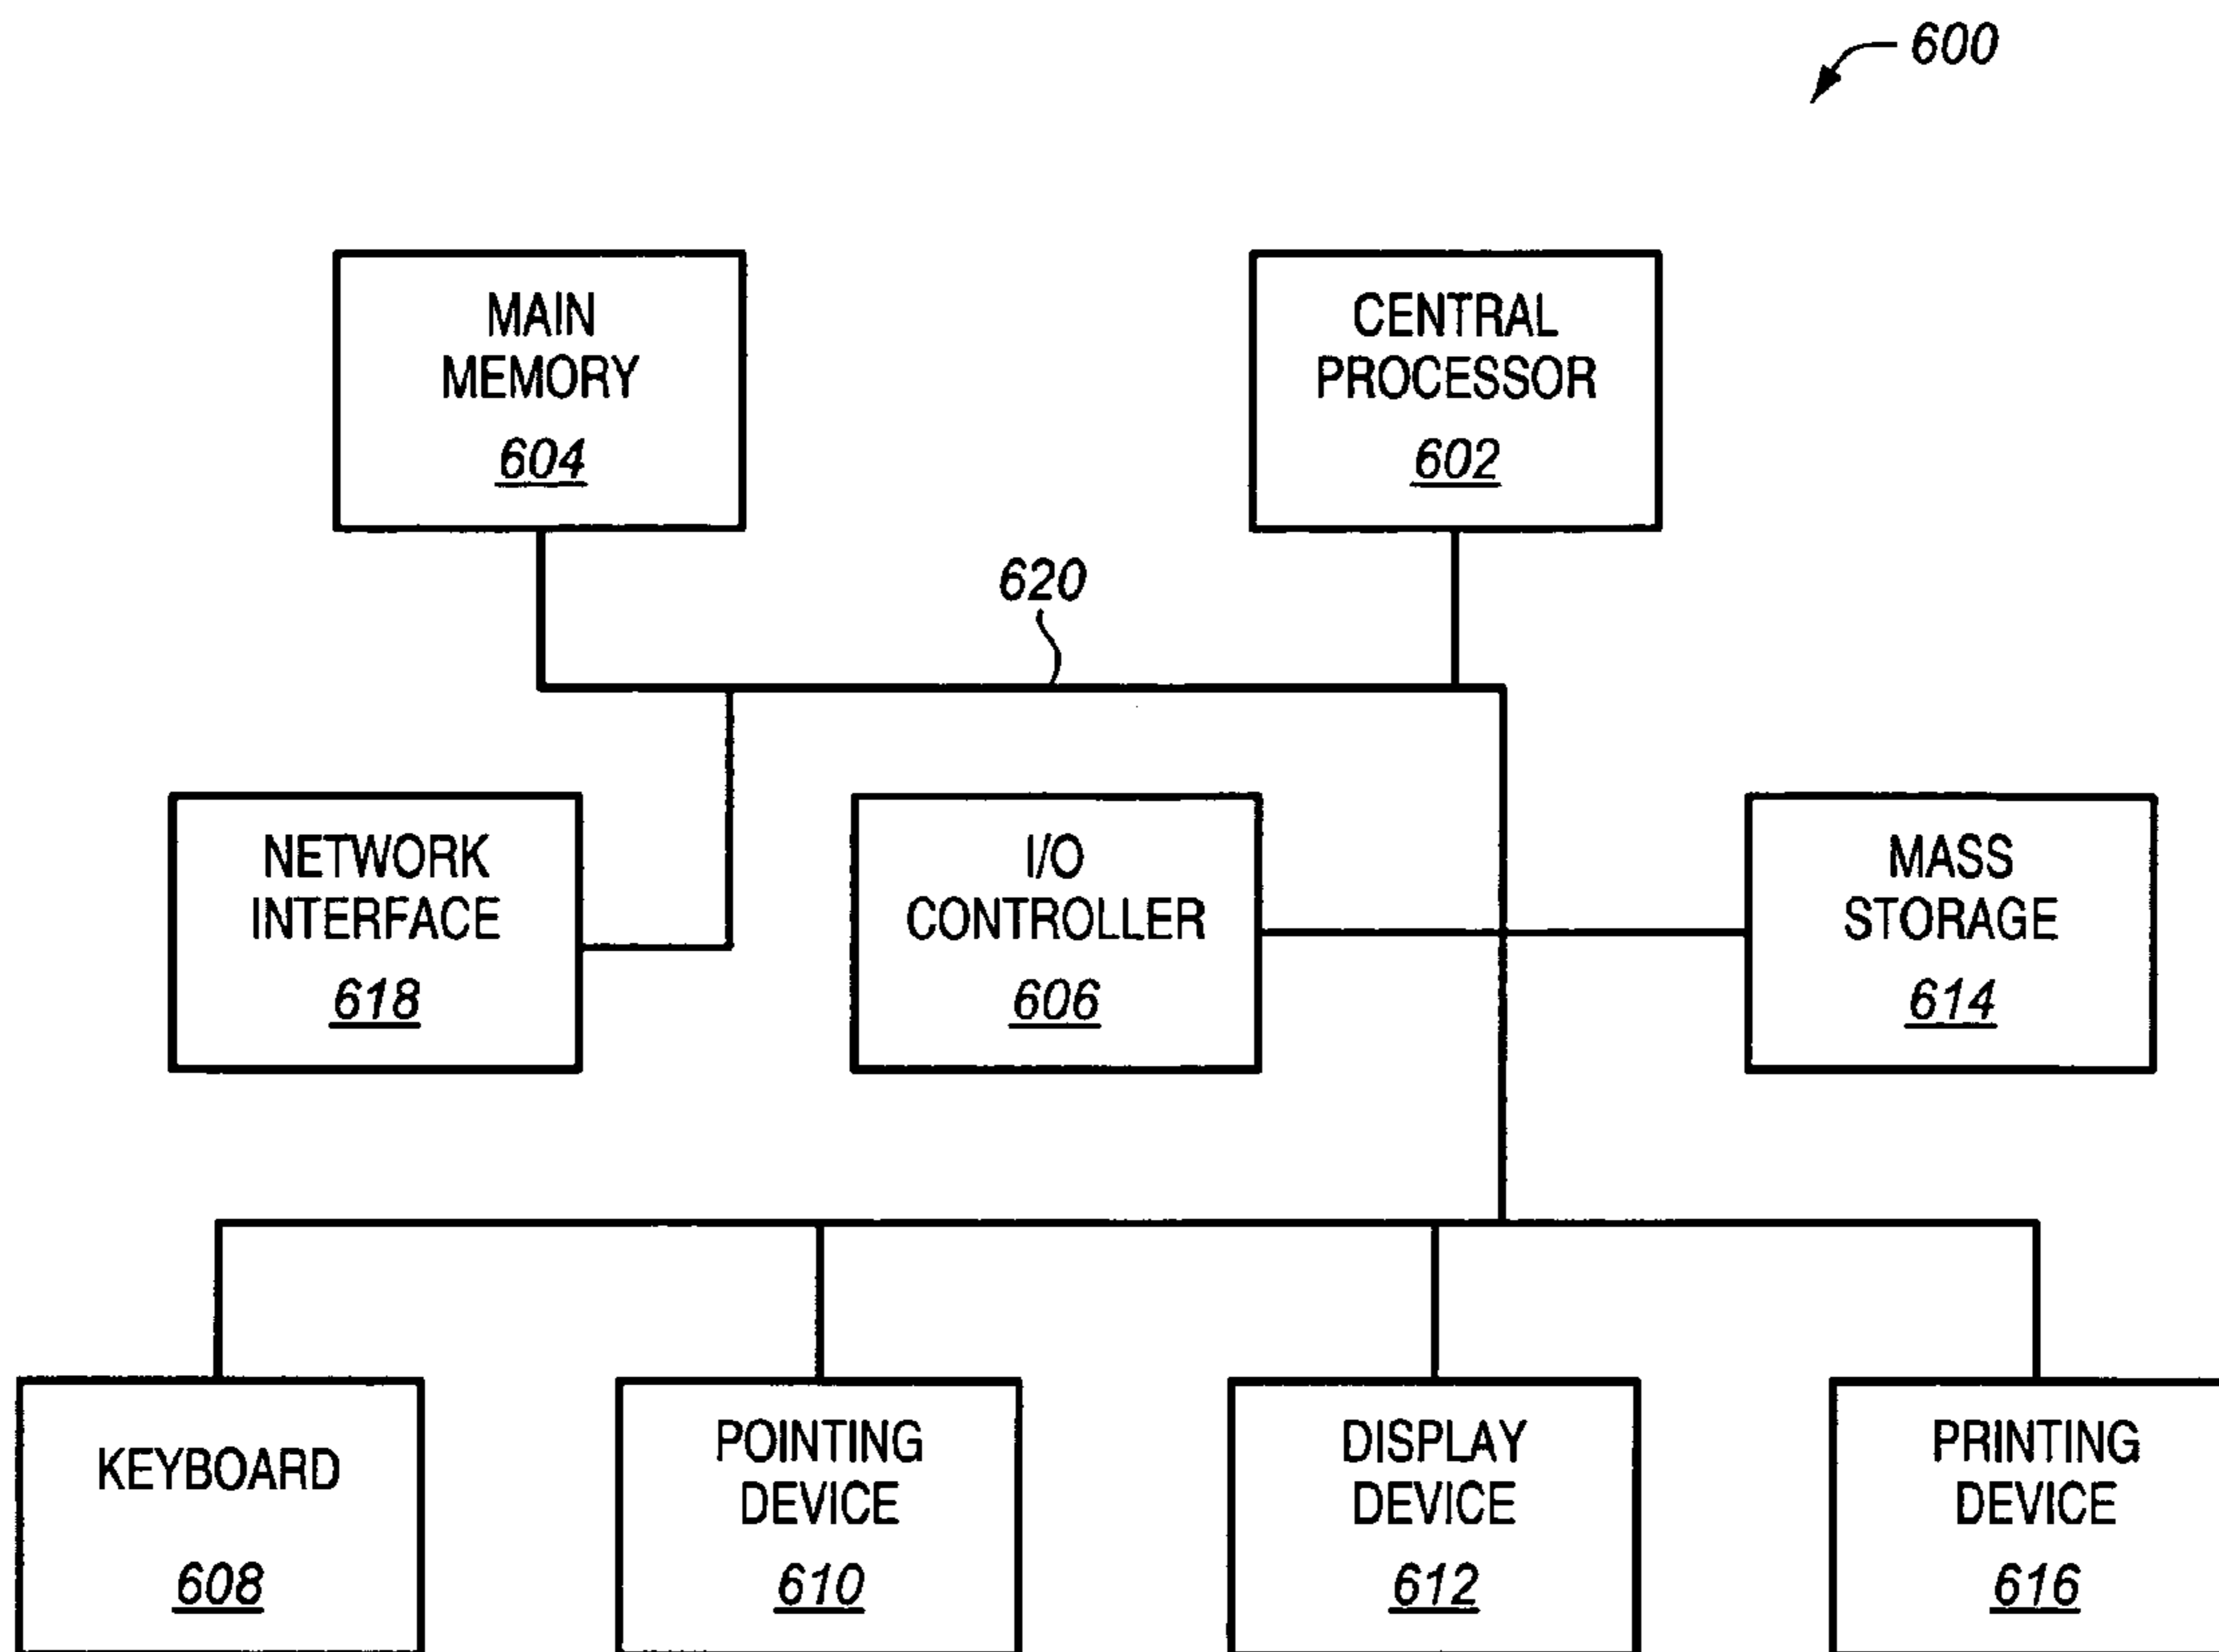 600
MAIN
MEMORY
604
CENTRAL
PROCESSOR
602
620
NETWORK
INTERFACE
618
I/O
CONTROLLER
606
MASS
STORAGE
614
KEYBOARD
608
POINTING
DEVICE
610
DISPLAY
DEVICE
612
PRINTING
DEVICE
616